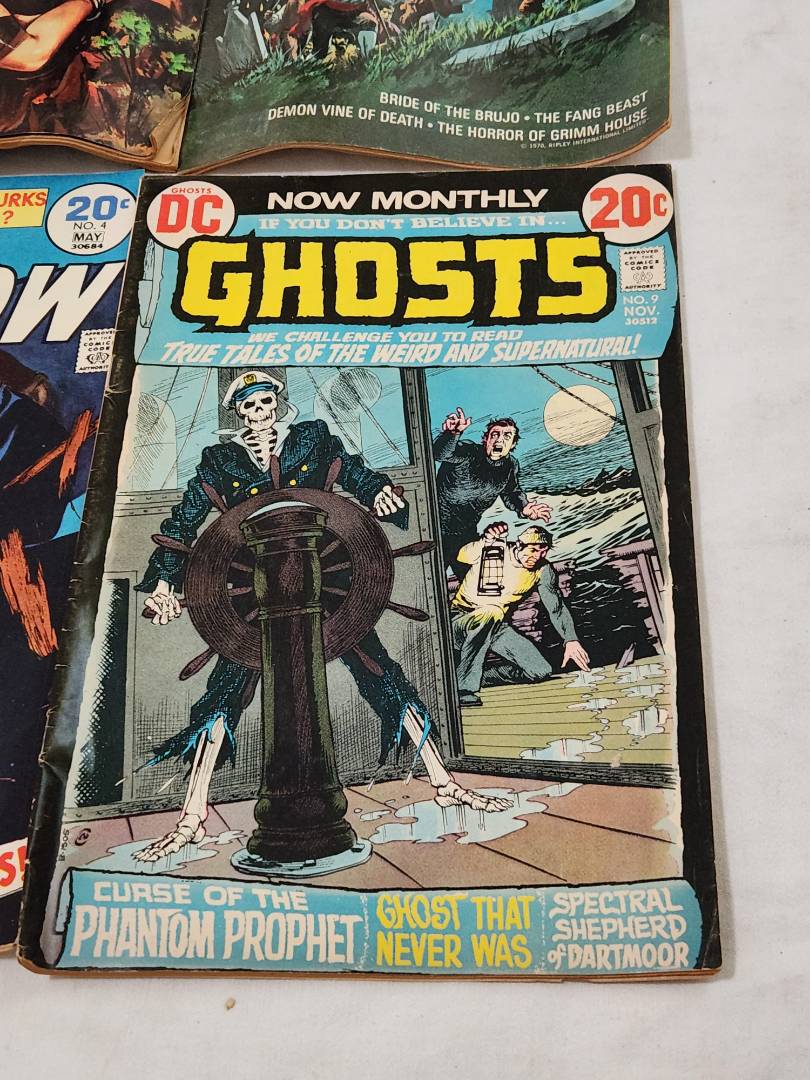 BRIDE OF THE BRUJO • THE FANG BEAST
DEMON VINE OF DEATH • THE HORROR OF GRIMM HOUSE
© 1970, RIPLEY INTERNATIONAL LIMITED
URKS
?
20¢
NO. 4
MAY
30684
OW
APPROVED
BY THE
COMICS
CODE
AUTHORITY
S!
GHOSTS
DC
NOW MONTHLY
20¢
IF YOU DON'T BELIEVE IN...
GHOSTS
APPROVED
BY THE
COMICS
CODE
AUTHORITY
NO. 9
NOV.
30512
WE CHALLENGE YOU TO READ
TRUE TALES OF THE WEIRD AND SUPERNATURAL!
CURSE OF THE
PHANTOM PROPHET
GHOST THAT
NEVER WAS
SPECTRAL
SHEPHERD
of DARTMOOR